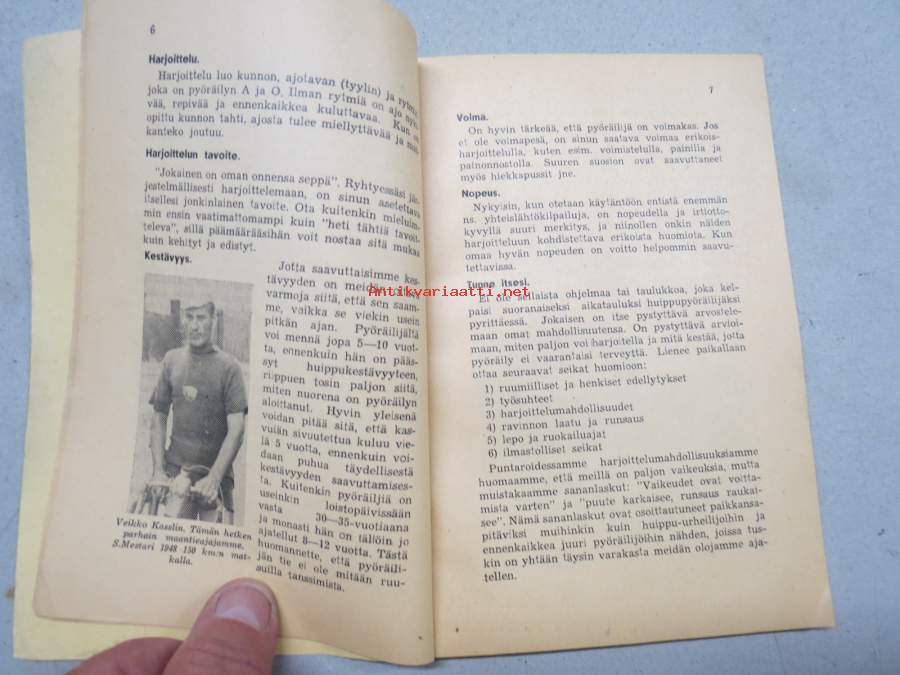 6
Harjoittelu.
Harjoittelu luo kunnon, ajotavan (tyylin) ja
joka on pyöräilyn A ja O. Ilman rytmiä on ajo
vää, repivää ja ennenkaikkea kuluttavaa. Kun on
opittu kunnon tahti, ajosta tulee miellyttävää ja
kanteko joutuu.
Harjoittelun tavoite.
"Jokainen on oman onnensa seppä". Ryhtyessäsi jär-
jestelmällisesti harjoittelemaan, on sinun asetettava
itsellesi jonkinlainen tavoite. Ota kuitenkin mieluim-
min ensin vaatimattomampi kuin "heti tähtiä tavoit-
televa", sillä päämääräsihän voit nostaa sitä mukaa
kuin kehityt ja edistyt.
Kestävyys.
Jotta saavuttaisimme kes-
tävyyden on meidän
varmoja siitä, että sen saam-
me, vaikka se viekin usein
pitkän ajan. Pyöräilijältä
voi mennä jopa 5—10 vuot-
ta, ennenkuin hän on pääs-
syt huippukestävyyteen,
riippuen tosin paljon siitä,
miten nuorena on pyöräilyn
aloittanut. Hyvin yleisenä
voidan pitää sitä, että kas-
vuiän sivuutettua kuluu vie-
lä 5 vuotta, ennenkuin voi-
daan puhua täydellisestä
kestävyyden saavuttamises-
ta. Kuitenkin pyöräiljiä on
useinkin loistopäivissään
vasta 30—35-vuotiaana
ja monasti hän on tällöin jo
ajatellut 8—12 vuotta. Tästä
huomannette, että pyöräili-
jän tie ei ole mitään ruu-
suilla tanssimista.
Veikko Kasslin. Tämän hetken
parhain maantieajajamme.
S.Mestari 1948 150 km:n mat-
kalla.
7
Voima.
On hyvin tärkeää, että pyöräilijä on voimakas. Jos
et ole voimapesä, on sinun saatava voimaa erikois-
harjoittelulla, kuten esim. voimistelulla, painilla ja
painonnostolla. Suuren suosion ovat saavuttaneet
myös hiekkapussit jne.
Nopeus.
Nykyisin, kun otetaan käytäntöön entistä enemmän
ns. yhteislähtökilpailuja, on nopeudella ja irtiotto-
kyvyllä suuri merkitys, ja niinollen onkin näiden
harjoitteluun kohdistettava erikoista huomiota. Kun
omaa hyvän nopeuden on voitto helpommin saavu-
tettavissa.
Tunne itsesi.
Ei ole sellaista ohjelmaa tai taulukkoa, joka kel-
paisi suoranaiseksi aikatauluksi huippupyöräilijäksi
pyrittäessä. Jokaisen on itse pystyttävä arvostele-
maan omat mahdollisuutensa. On pystyttävä arvioi-
maan, miten paljon voi harjoitella ja mitä kestää, jotta
pyöräily ei vaarantaisi terveyttä. Lienee paikallaan
ottaa seuraavat seikat huomioon:
1) ruumiilliset ja henkiset edellytykset
2) työsuhteet
3) harjoittelumahdollisuudet
4) ravinnon laatu ja runsaus
5) lepo ja ruokailuajat
6) ilmastolliset seikat
Puntaroidessamme harjoittelumahdollisuuksiamme
huomaamme, että meillä on paljon vaikeuksia, mutta
muistakaamme sananlaskut: "Vaikeudet ovat voitta-
mista varten" ja "puute karkaisee, runsaus raukai-
see". Nämä sananlaskut ovat osoittautuneet paikkansa-
pitäviksi muihinkin kuin huippu-urheilijoihin ja
ennenkaikkea juuri pyöräilijöihin nähden, joissa tus-
kin on yhtään täysin varakasta meidän olojamme aja-
tellen.
Antikvariaatti.net